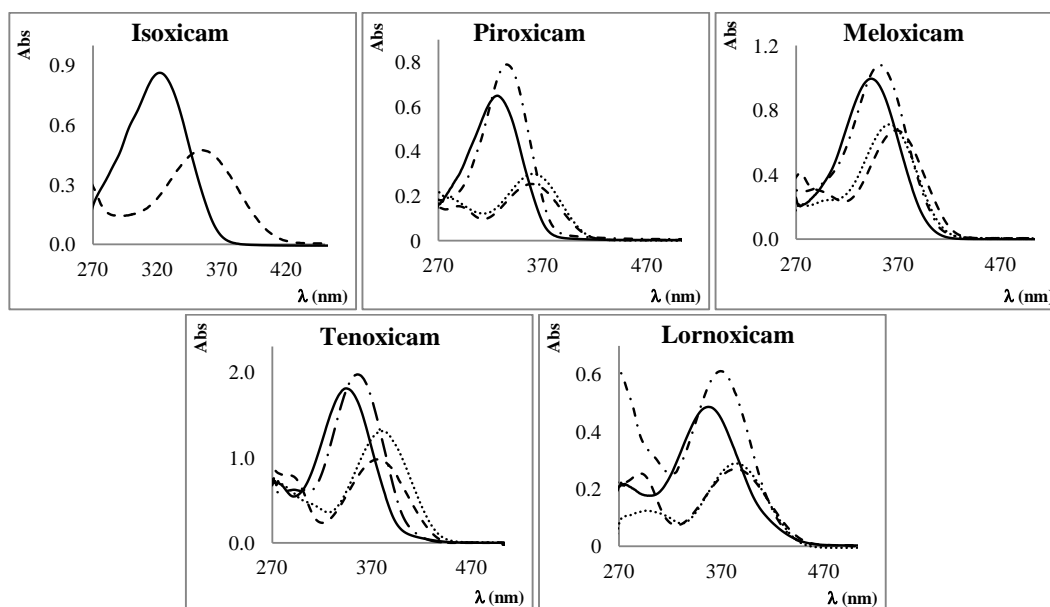 Isoxicam
Abs
0.9
0.6
0.3
0.0
270 320 370 420
λ (nm)
Piroxicam
Abs
0.8
0.6
0.4
0.2
0
270 370 470
λ (nm)
Meloxicam
Abs
1.2
0.8
0.4
0.0
270 370 470
λ (nm)
Tenoxicam
Abs
2.0
1.0
0.0
270 370 470
λ (nm)
Lornoxicam
Abs
0.6
0.4
0.2
0
270 370 470
λ (nm)